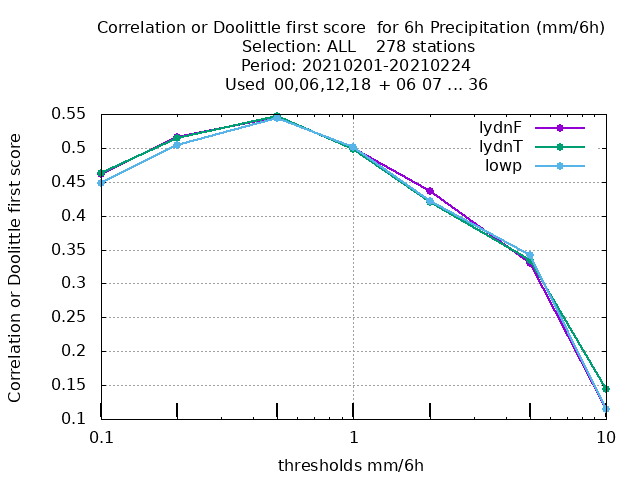 Correlation or Doolittle first score  for 6h Precipitation (mm/6h)
Selection: ALL    278 stations
Period: 20210201-20210224
Used  00,06,12,18  + 06 07 ... 36
Correlation or Doolittle first score
0.55
0.5
0.45
0.4
0.35
0.3
0.25
0.2
0.15
0.1
lydnF
lydnT
lowp
0.1
1
10
thresholds mm/6h